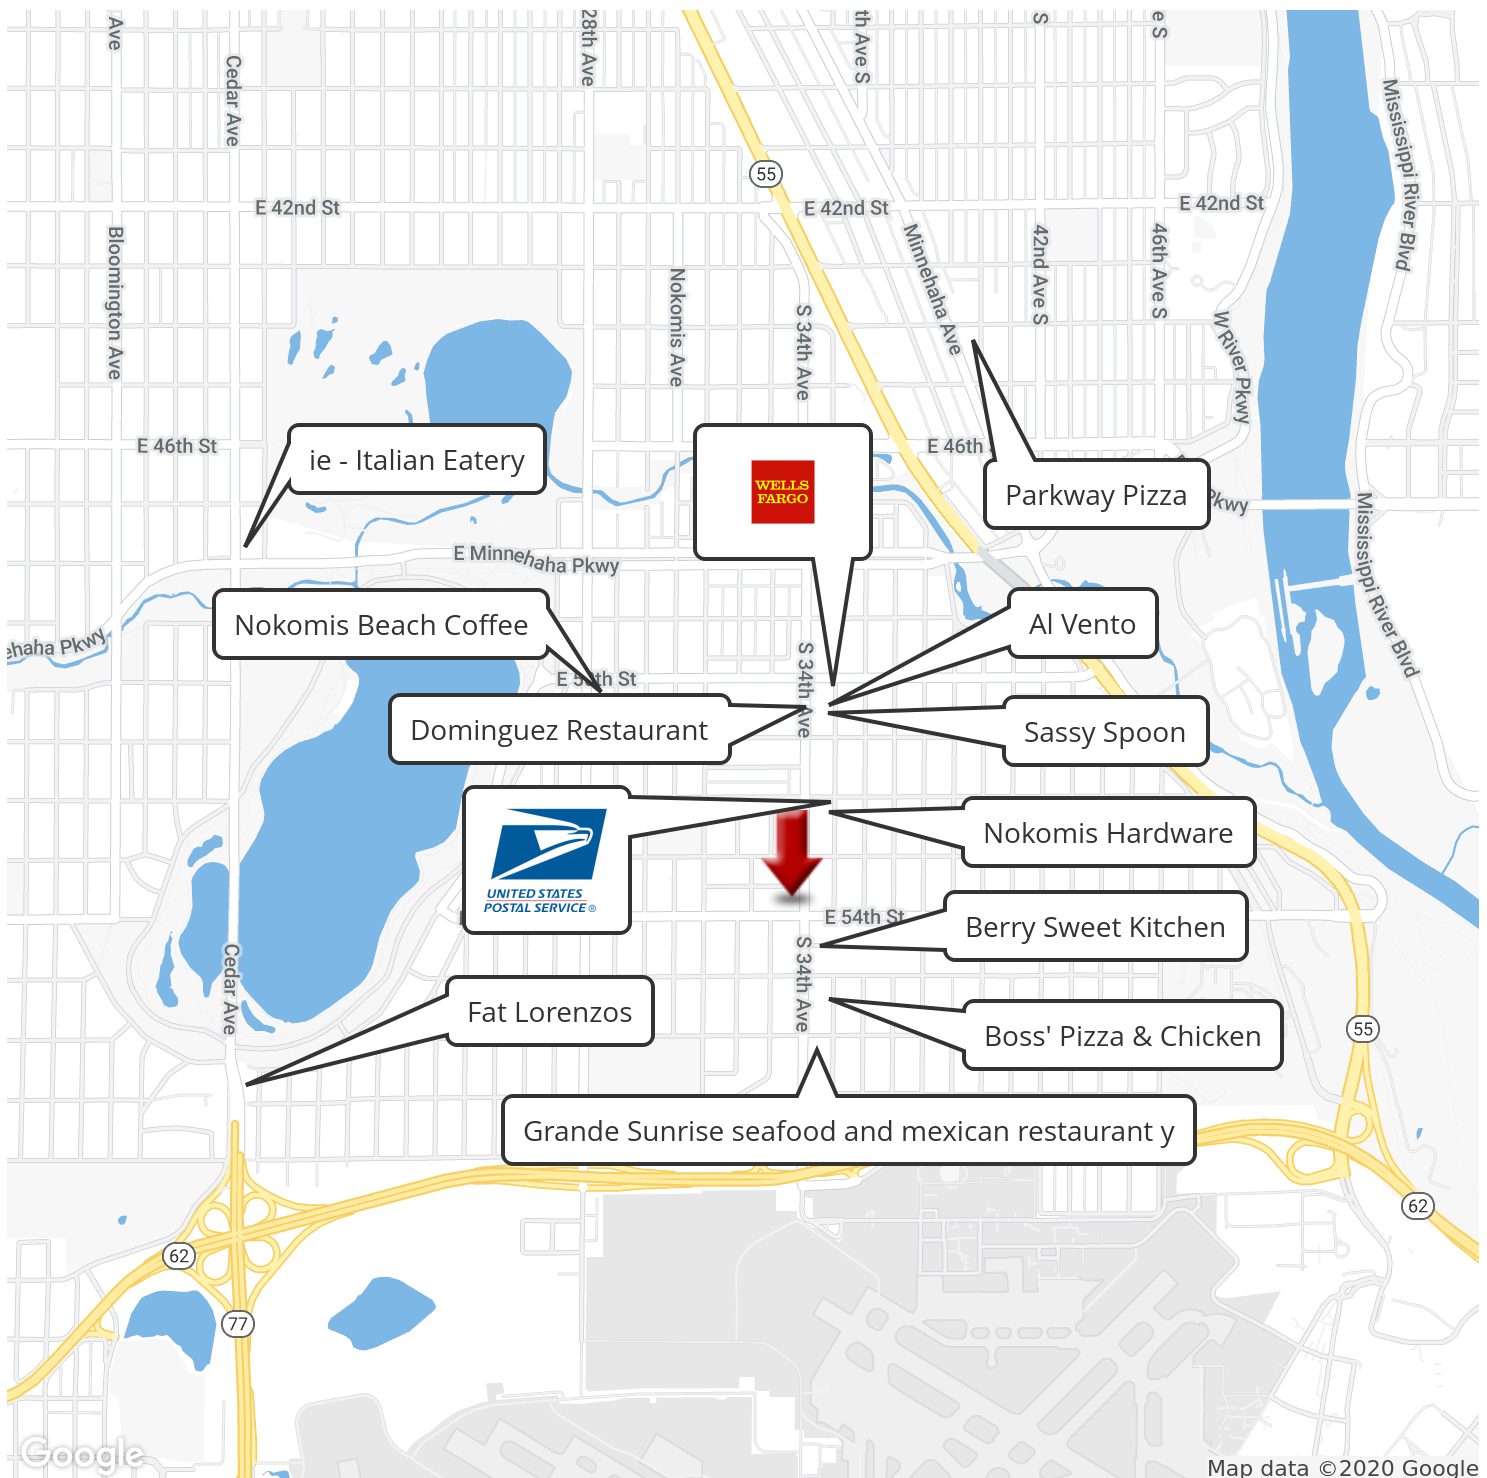 Ave
28th Ave
th Ave S
S
e S
Cedar Ave
Mississippi River Blvd
55
E 42nd St
E 42nd St
E 42nd St
Bloomington Ave
Nokomis Ave
S 34th Ave
Minnehaha Ave
42nd Ave S
46th Ave S
W River Pkwy
E 46th St
ie - Italian Eatery
WELLS
FARGO
E 46th
Parkway Pizza
Pkwy
Mississippi River Blvd
E Minnehaha Pkwy
Nokomis Beach Coffee
Al Vento
ehaha Pkwy
S 34th Ave
th St
Dominguez Restaurant
Sassy Spoon
UNITED STATES
POSTAL SERVICE®
Nokomis Hardware
E 54th St
Berry Sweet Kitchen
Cedar Ave
S 34th Ave
Fat Lorenzos
Boss' Pizza & Chicken
55
Grande Sunrise seafood and mexican restaurant y
62
62
77
Google
Map data ©2020 Google